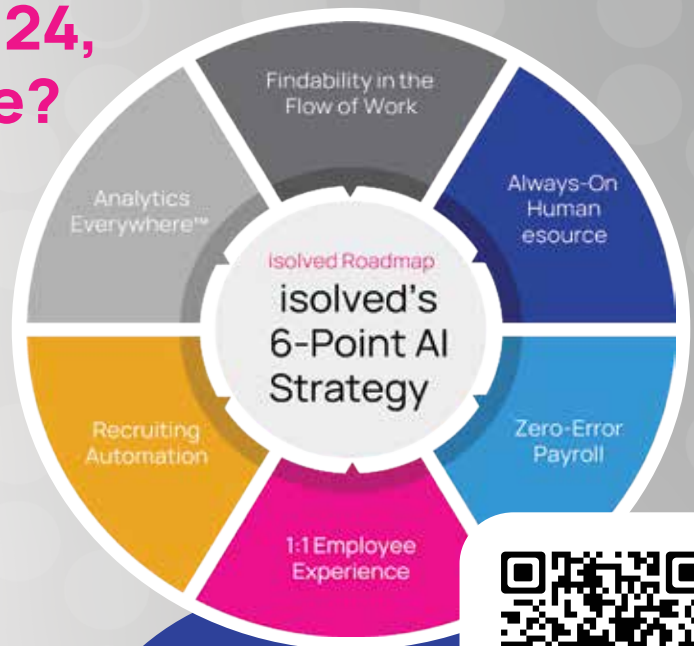 24,
e?
Findability in the
Flow of Work
Analytics
Everywhere™
Always-On
Human
esource
isolved Roadmap
isolved's
6-Point AI
Strategy
Recruiting
Automation
Zero-Error
Payroll
1:1 Employee
Experience